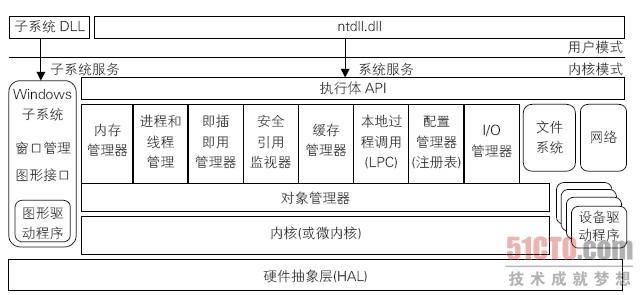 子系统 DLL
ntdll.dll
用户模式
子系统服务
系统服务
内核模式
Windows
子系统
窗口管理
图形接口
图形驱
动程序
执行体 API
内存
管理器
进程和
线程
管理
即插
即用
管理器
安全
引用
监视器
缓存
管理器
本地过
程调用
(LPC)
配置
管理器
(注册表)
I/O
管理器
文件
系统
网络
对象管理器
设备驱
动程序
内核(或微内核)
51CTO.com
技术成就梦想
硬件抽象层(HAL)